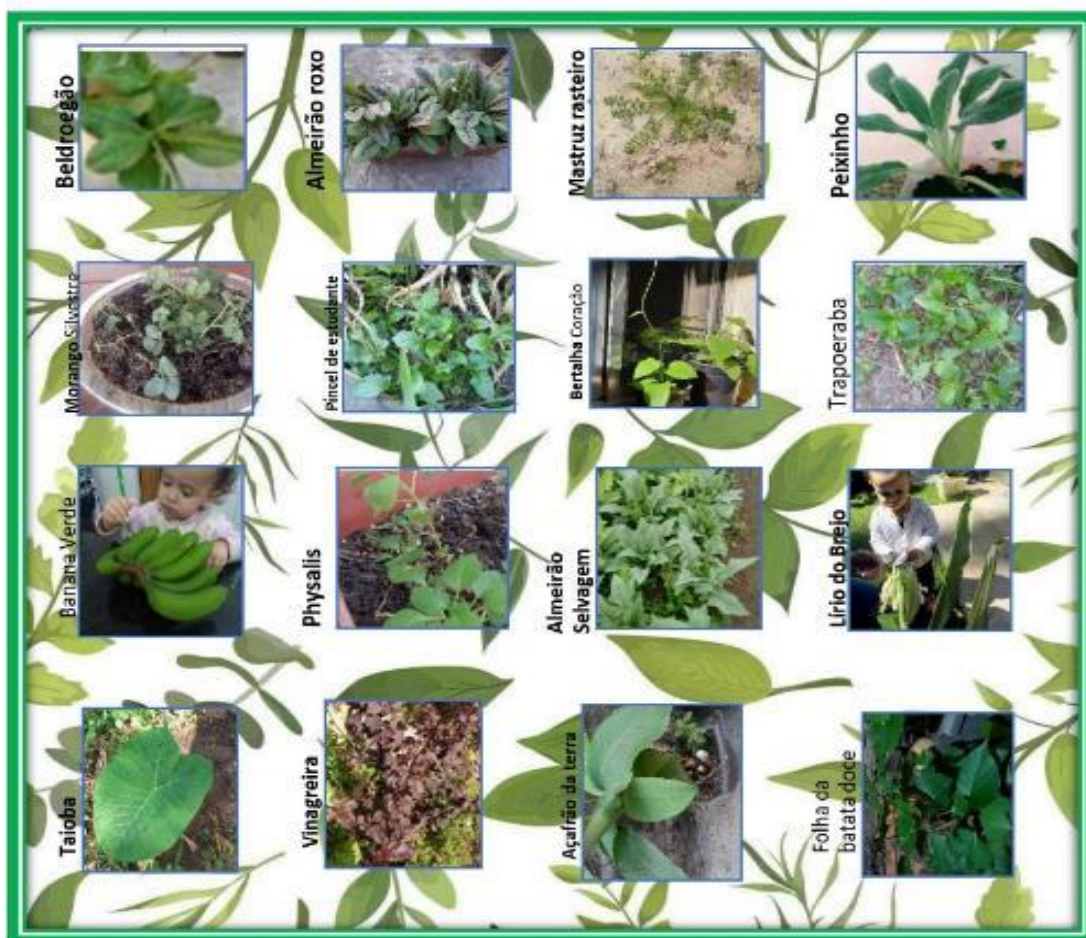 Taioba
Banana Verde
Morango Silvestre
Beldroegão
Vinagreira
Physalis
Pincel de estudante
Almeirão roxo
Açafrão da terra
Almeirão
Selvagem
Bertalha Coração
Mastruz rasteiro
Folha da
batata doce
Lírio do Brejo
Trapoeraba
Peixinho